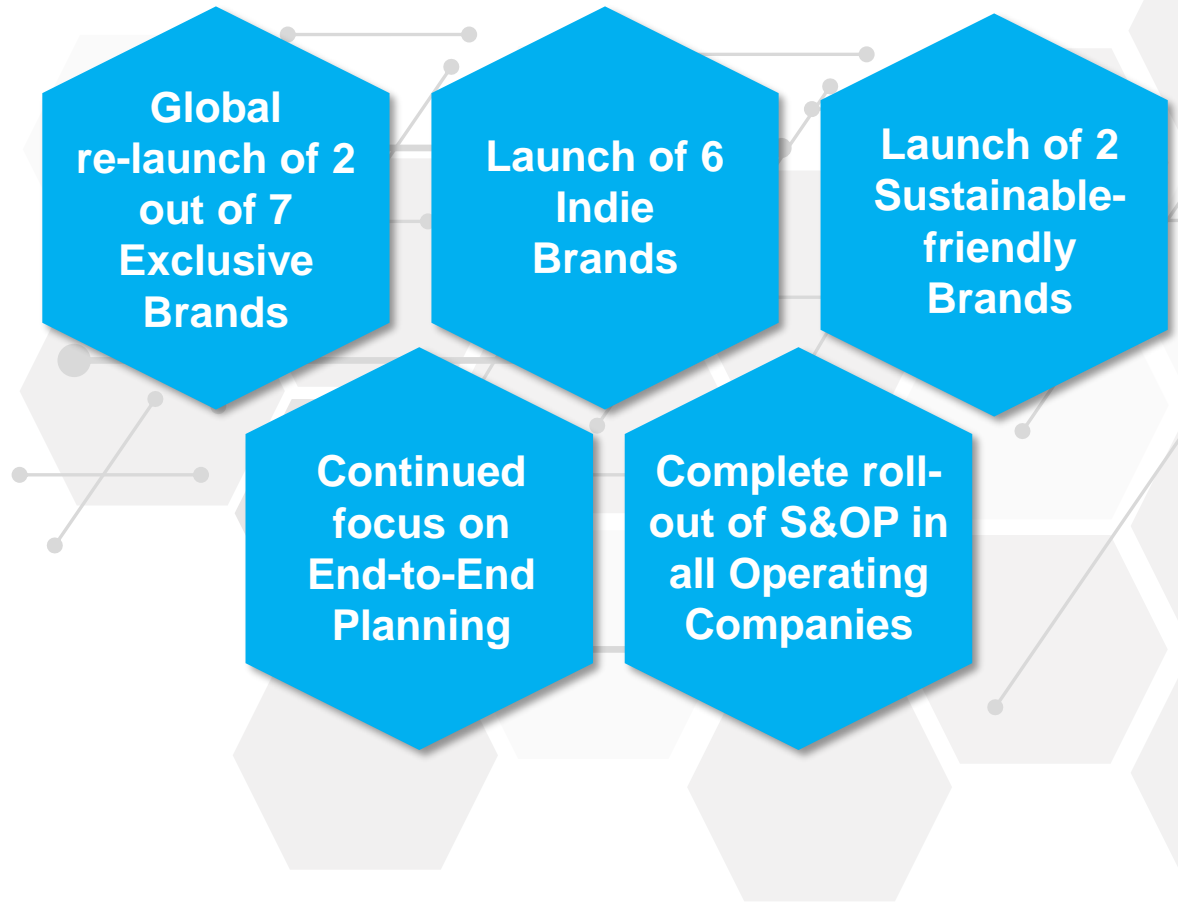 Global
re-launch of 2
out of 7
Exclusive
Brands
Launch of 6
Indie
Brands
Launch of 2
Sustainable-
friendly
Brands
Continued
focus on
End-to-End
Planning
Complete roll-
out of S&OP in
all Operating
Companies